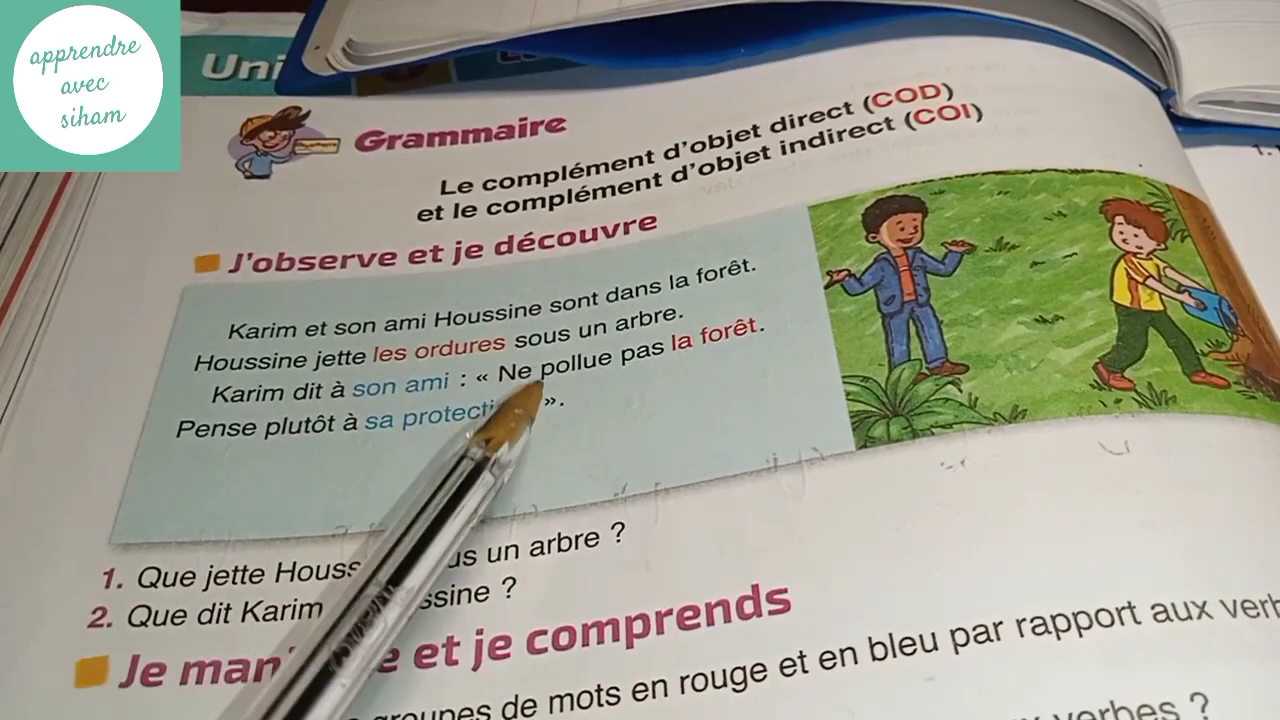 apprendre
avec
siham
Uni
Grammaire
Le complément d'objet direct (COD)
et le complément d'objet indirect (COI)
J'observe et je découvre
Karim et son ami Houssine sont dans la forêt.
Houssine jette les ordures sous un arbre.
Karim dit à son ami : « Ne pollue pas la forêt.
Pense plutôt à sa protecti ».
1. Que jette Houss us un arbre ?
2. Que dit Karim ssine ?
Je man e et je comprends
groupes de mots en rouge et en bleu par rapport aux verb
verbes ?
1.